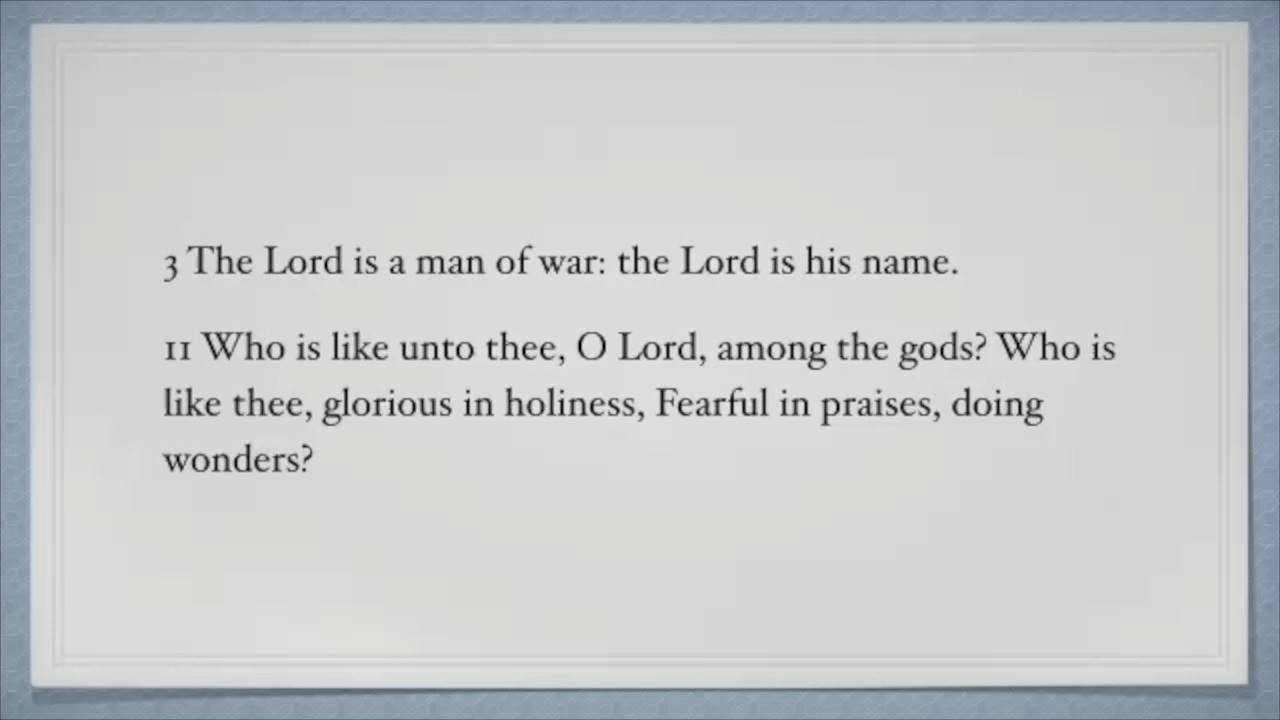 3 The Lord is a man of war: the Lord is his name.
11 Who is like unto thee, O Lord, among the gods? Who is
like thee, glorious in holiness, Fearful in praises, doing
wonders?